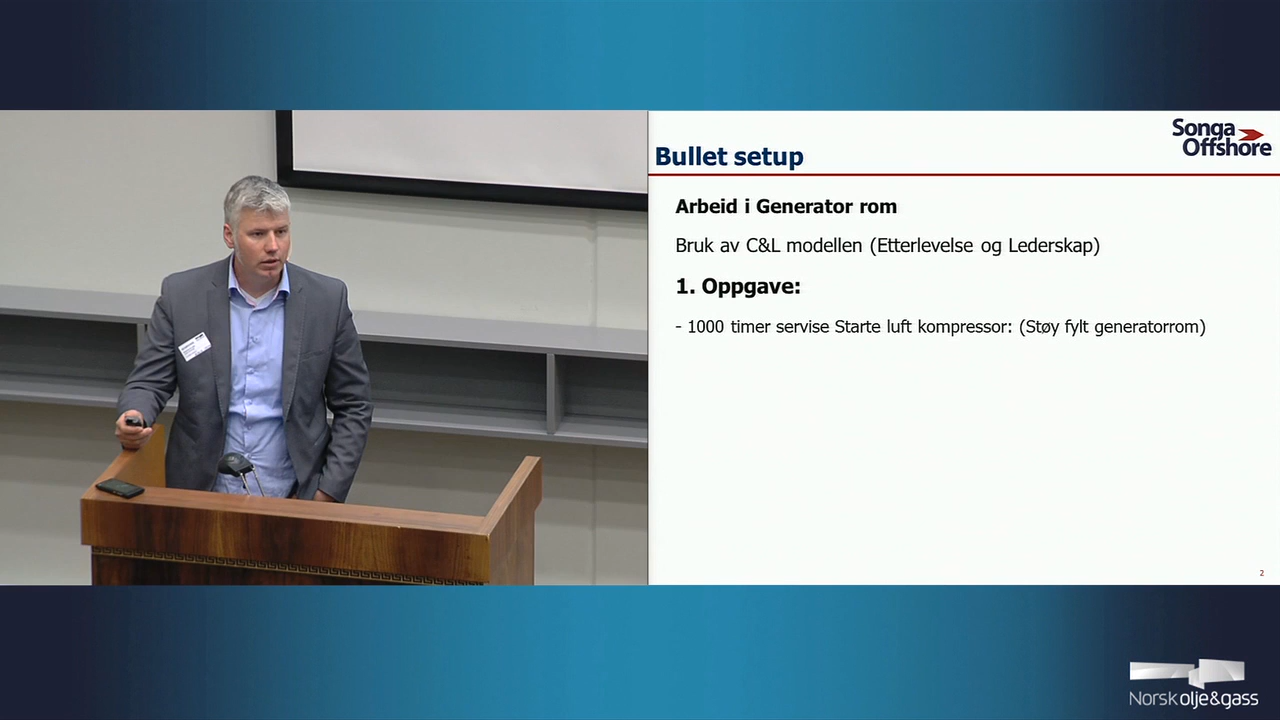 Songa
Offshore
Bullet setup
Arbeid i Generator rom
Bruk av C&L modellen (Etterlevelse og Lederskap)
1. Oppgave:
- 1000 timer servise Starte luft kompressor: (Støy fylt generatorrom)
2
Norskolje&gass